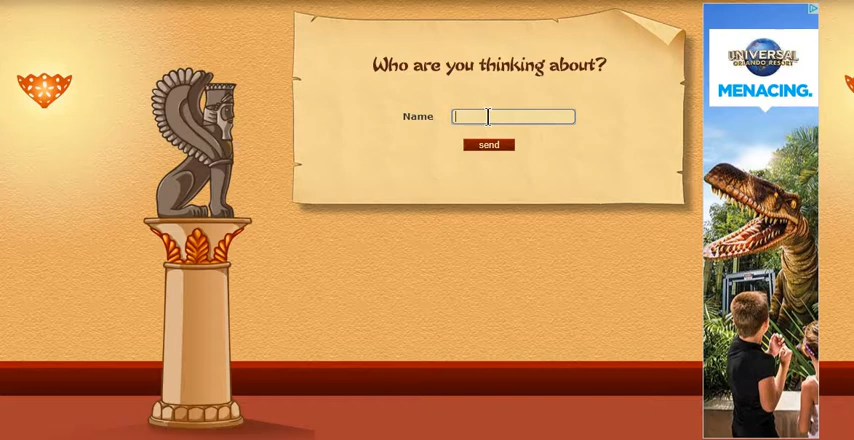 Who are you thinking about?
Name
send
UNIVERSAL
ORLANDO RESORT
MENACING.